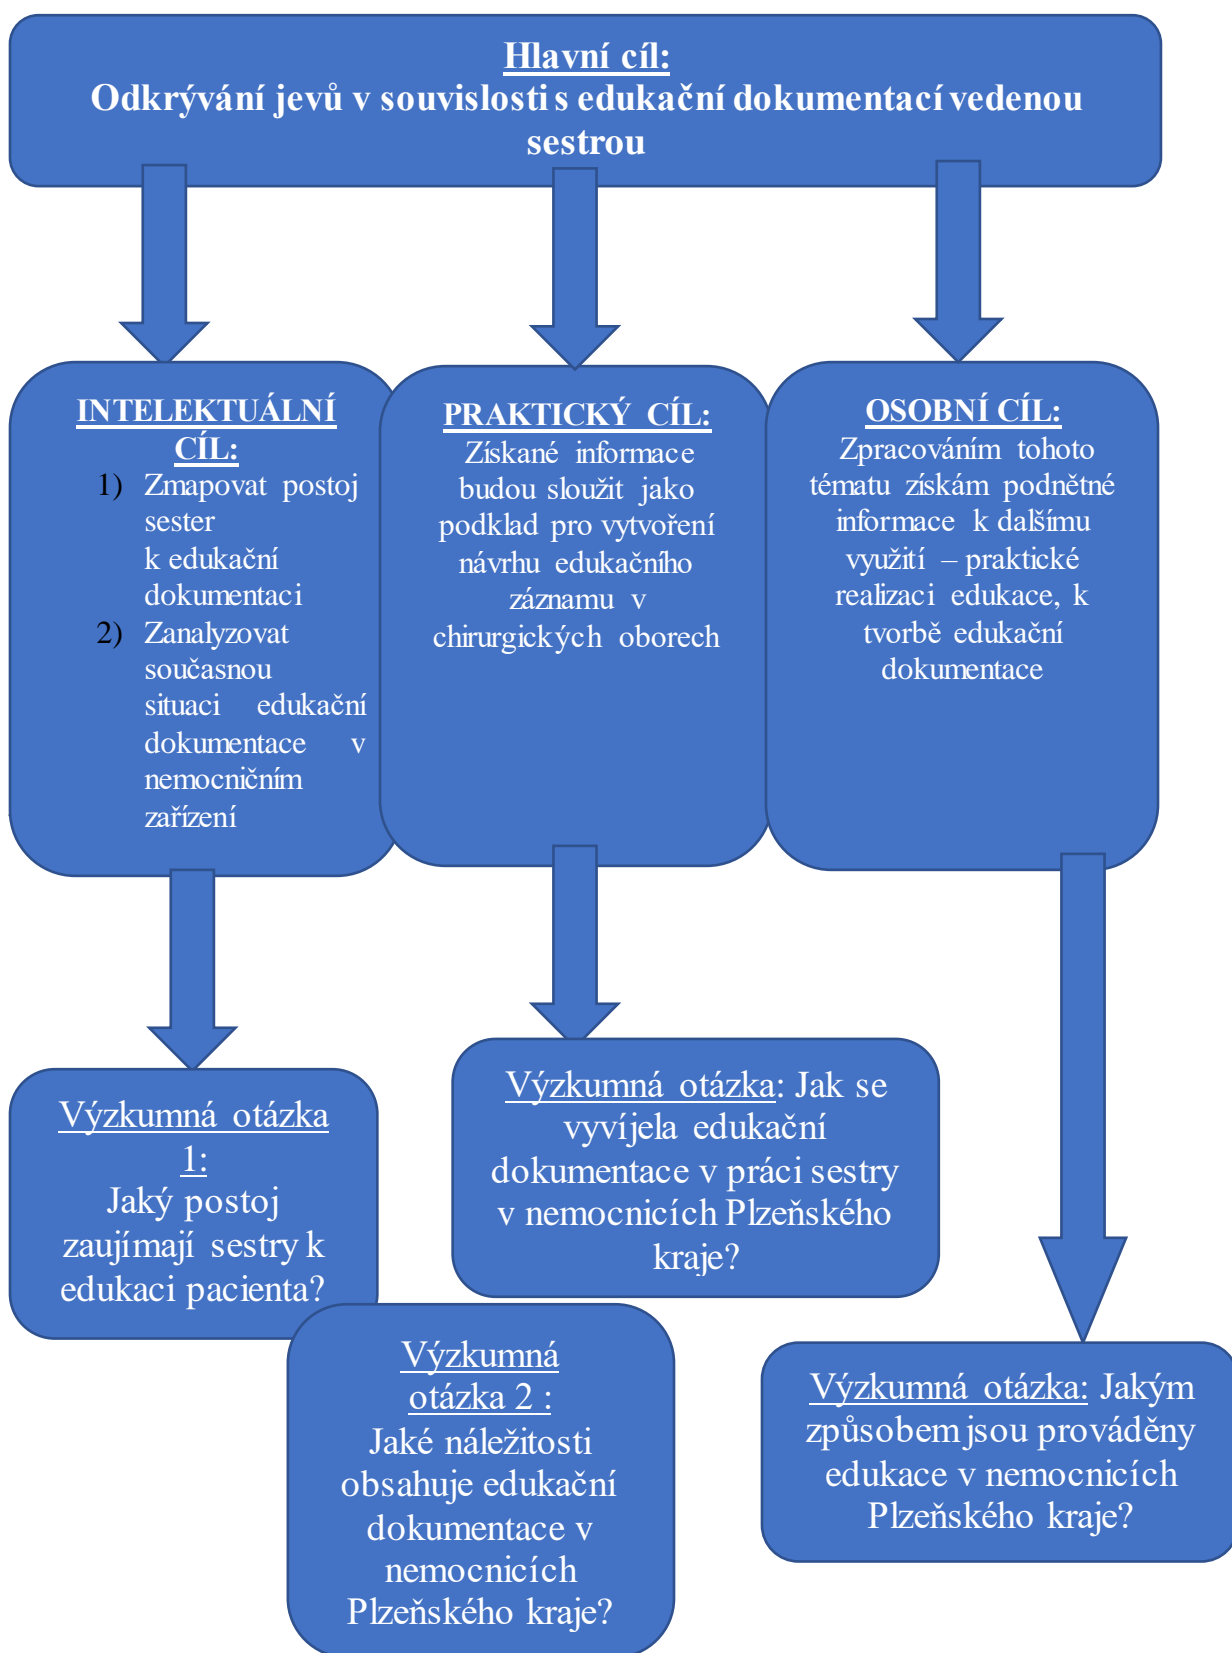 Hlavní cíl:
Odkrývání jevů v souvislosti s edukační dokumentací vedenou
sestrou
INTELEKTUÁLNÍ
CÍL:
1) Zmapovat postoj
sester
k edukační
dokumentaci
2) Zanalyzovat
současnou
situaci edukační
dokumentace v
nemocničním
zařízení
PRAKTICKÝ CÍL:
Získané informace
budou sloužit jako
podklad pro vytvoření
návrhu edukačního
záznamu v
chirurgických oborech
OSOBNÍ CÍL:
Zpracováním tohoto
tématu získám podnětné
informace k dalšímu
využití – praktické
realizaci edukace, k
tvorbě edukační
dokumentace
Výzkumná otázka
1:
Jaký postoj
zaujímají sestry k
edukaci pacienta?
Výzkumná otázka: Jak se
vyvíjela edukační
dokumentace v práci sestry
v nemocnicích Plzeňského
kraje?
Výzkumná
otázka 2 :
Jaké náležitosti
obsahuje edukační
dokumentace v
nemocnicích
Plzeňského kraje?
Výzkumná otázka: Jakým
způsobem jsou prováděny
edukace v nemocnicích
Plzeňského kraje?